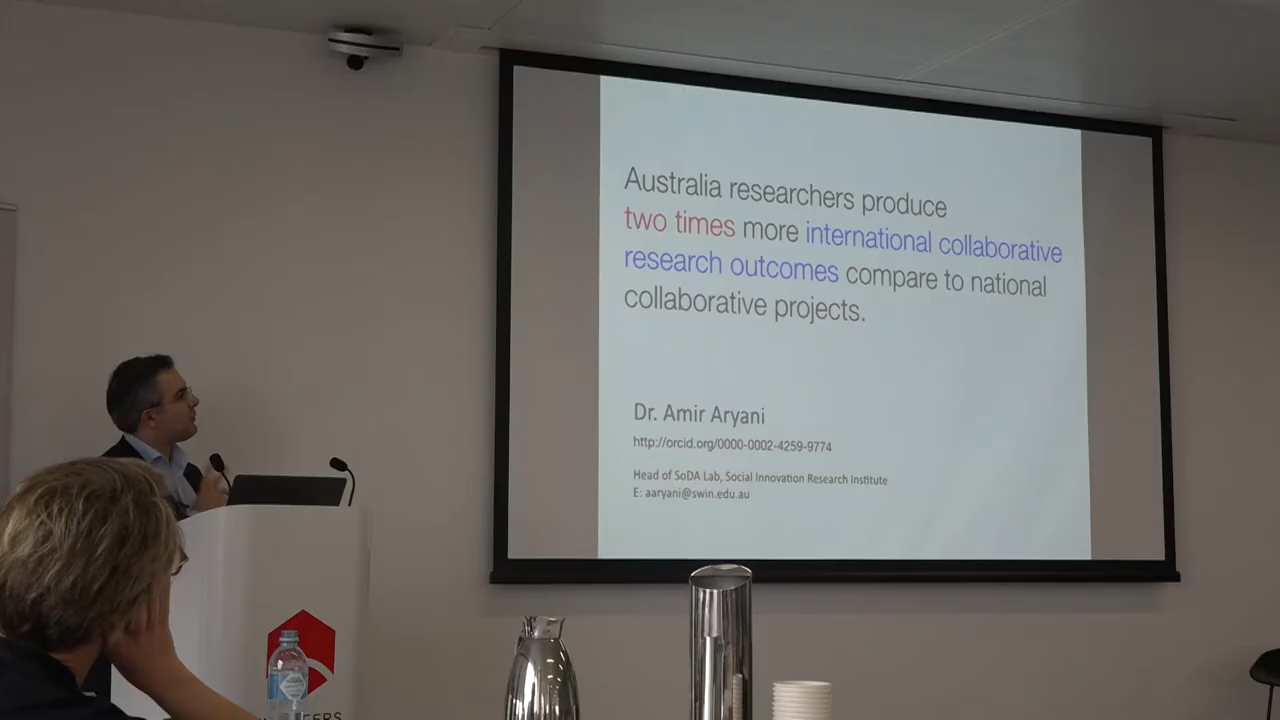 Australia researchers produce
two times more international collaborative
research outcomes compare to national
collaborative projects.
Dr. Amir Aryani
http://orcid.org/0000-0002-4259-9774
Head of SoDA Lab, Social Innovation Research Institute
E: aaryani@swin.edu.au